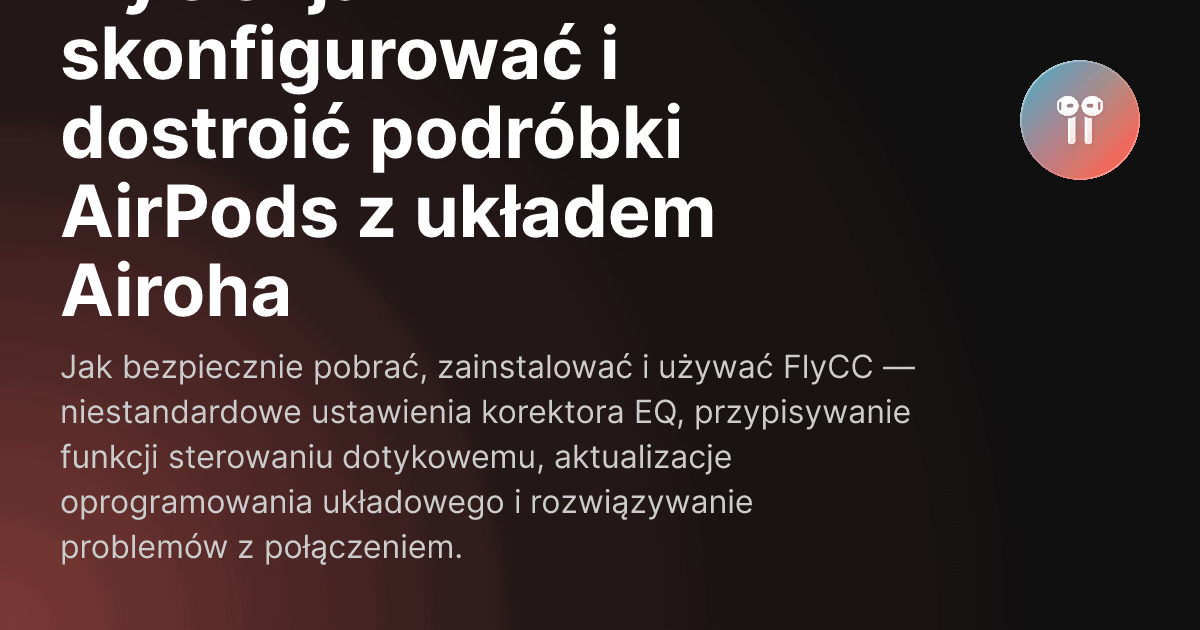 skonfigurować i
dostroić podróbki
AirPods z układem
Airoha
Jak bezpiecznie pobrać, zainstalować i używać FlyCC —
niestandardowe ustawienia korektora EQ, przypisywanie
funkcji sterowaniu dotykowemu, aktualizacje
oprogramowania układowego i rozwiązywanie
problemów z połączeniem.